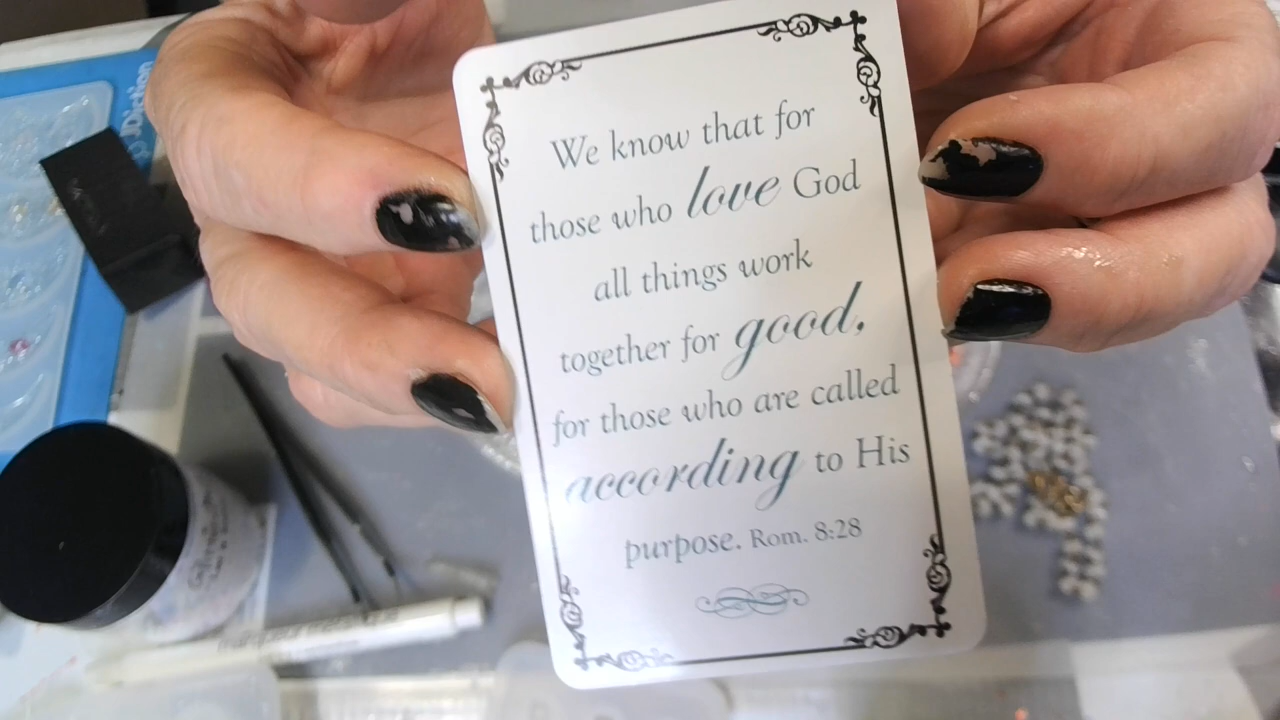 We know that for
those who love God
all things work
together for good.
for those who are called
according to His
purpose. Rom. 8:28